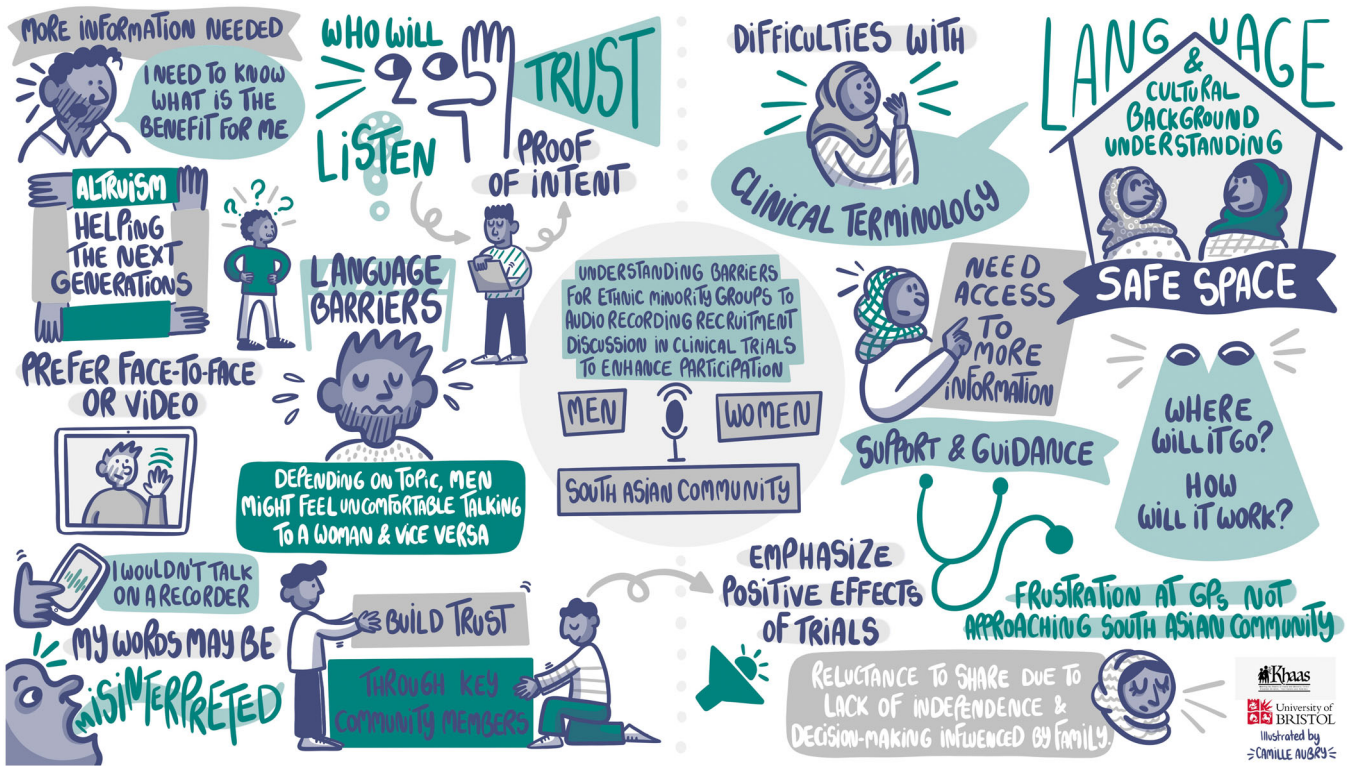 MORE INFORMATION NEEDED
I NEED TO KNOW
WHAT IS THE
BENEFIT FOR ME
WHO WILL
LISTEN
TRUST
PROOF
OF INTENT
ALTRUISM
HELPING
THE NEXT
GENERATIONS
? ? ?
LANGUAGE
BARRIERS
PREFER FACE-TO-FACE
OR VIDEO
DEPENDING ON TOPIC, MEN
MIGHT FEEL UNCOMFORTABLE TALKING
TO A WOMAN & VICE VERSA
I WOULDN'T TALK
ON A RECORDER
MY WORDS MAY BE
MISINTERPRETED
BUILD TRUST
THROUGH KEY
COMMUNITY MEMBERS
UNDERSTANDING BARRIERS
FOR ETHNIC MINORITY GROUPS TO
AUDIO RECORDING RECRUITMENT
DISCUSSION IN CLINICAL TRIALS
TO ENHANCE PARTICIPATION
MEN
WOMEN
SOUTH ASIAN COMMUNITY
DIFFICULTIES WITH
CLINICAL TERMINOLOGY
LANGUAGE
&
CULTURAL
BACKGROUND
UNDERSTANDING
SAFE SPACE
NEED
ACCESS
TO
MORE
INFORMATION
SUPPORT & GUIDANCE
WHERE
WILL IT GO?
HOW
WILL IT WORK?
EMPHASIZE
POSITIVE EFFECTS
OF TRIALS
FRUSTRATION AT GPs NOT
APPROACHING SOUTH ASIAN COMMUNITY
RELUCTANCE TO SHARE DUE TO
LACK OF INDEPENDENCE &
DECISION-MAKING INFLUENCED BY FAMILY.
Khaas
University of
BRISTOL
Illustrated by
CAMILLE AUBRY